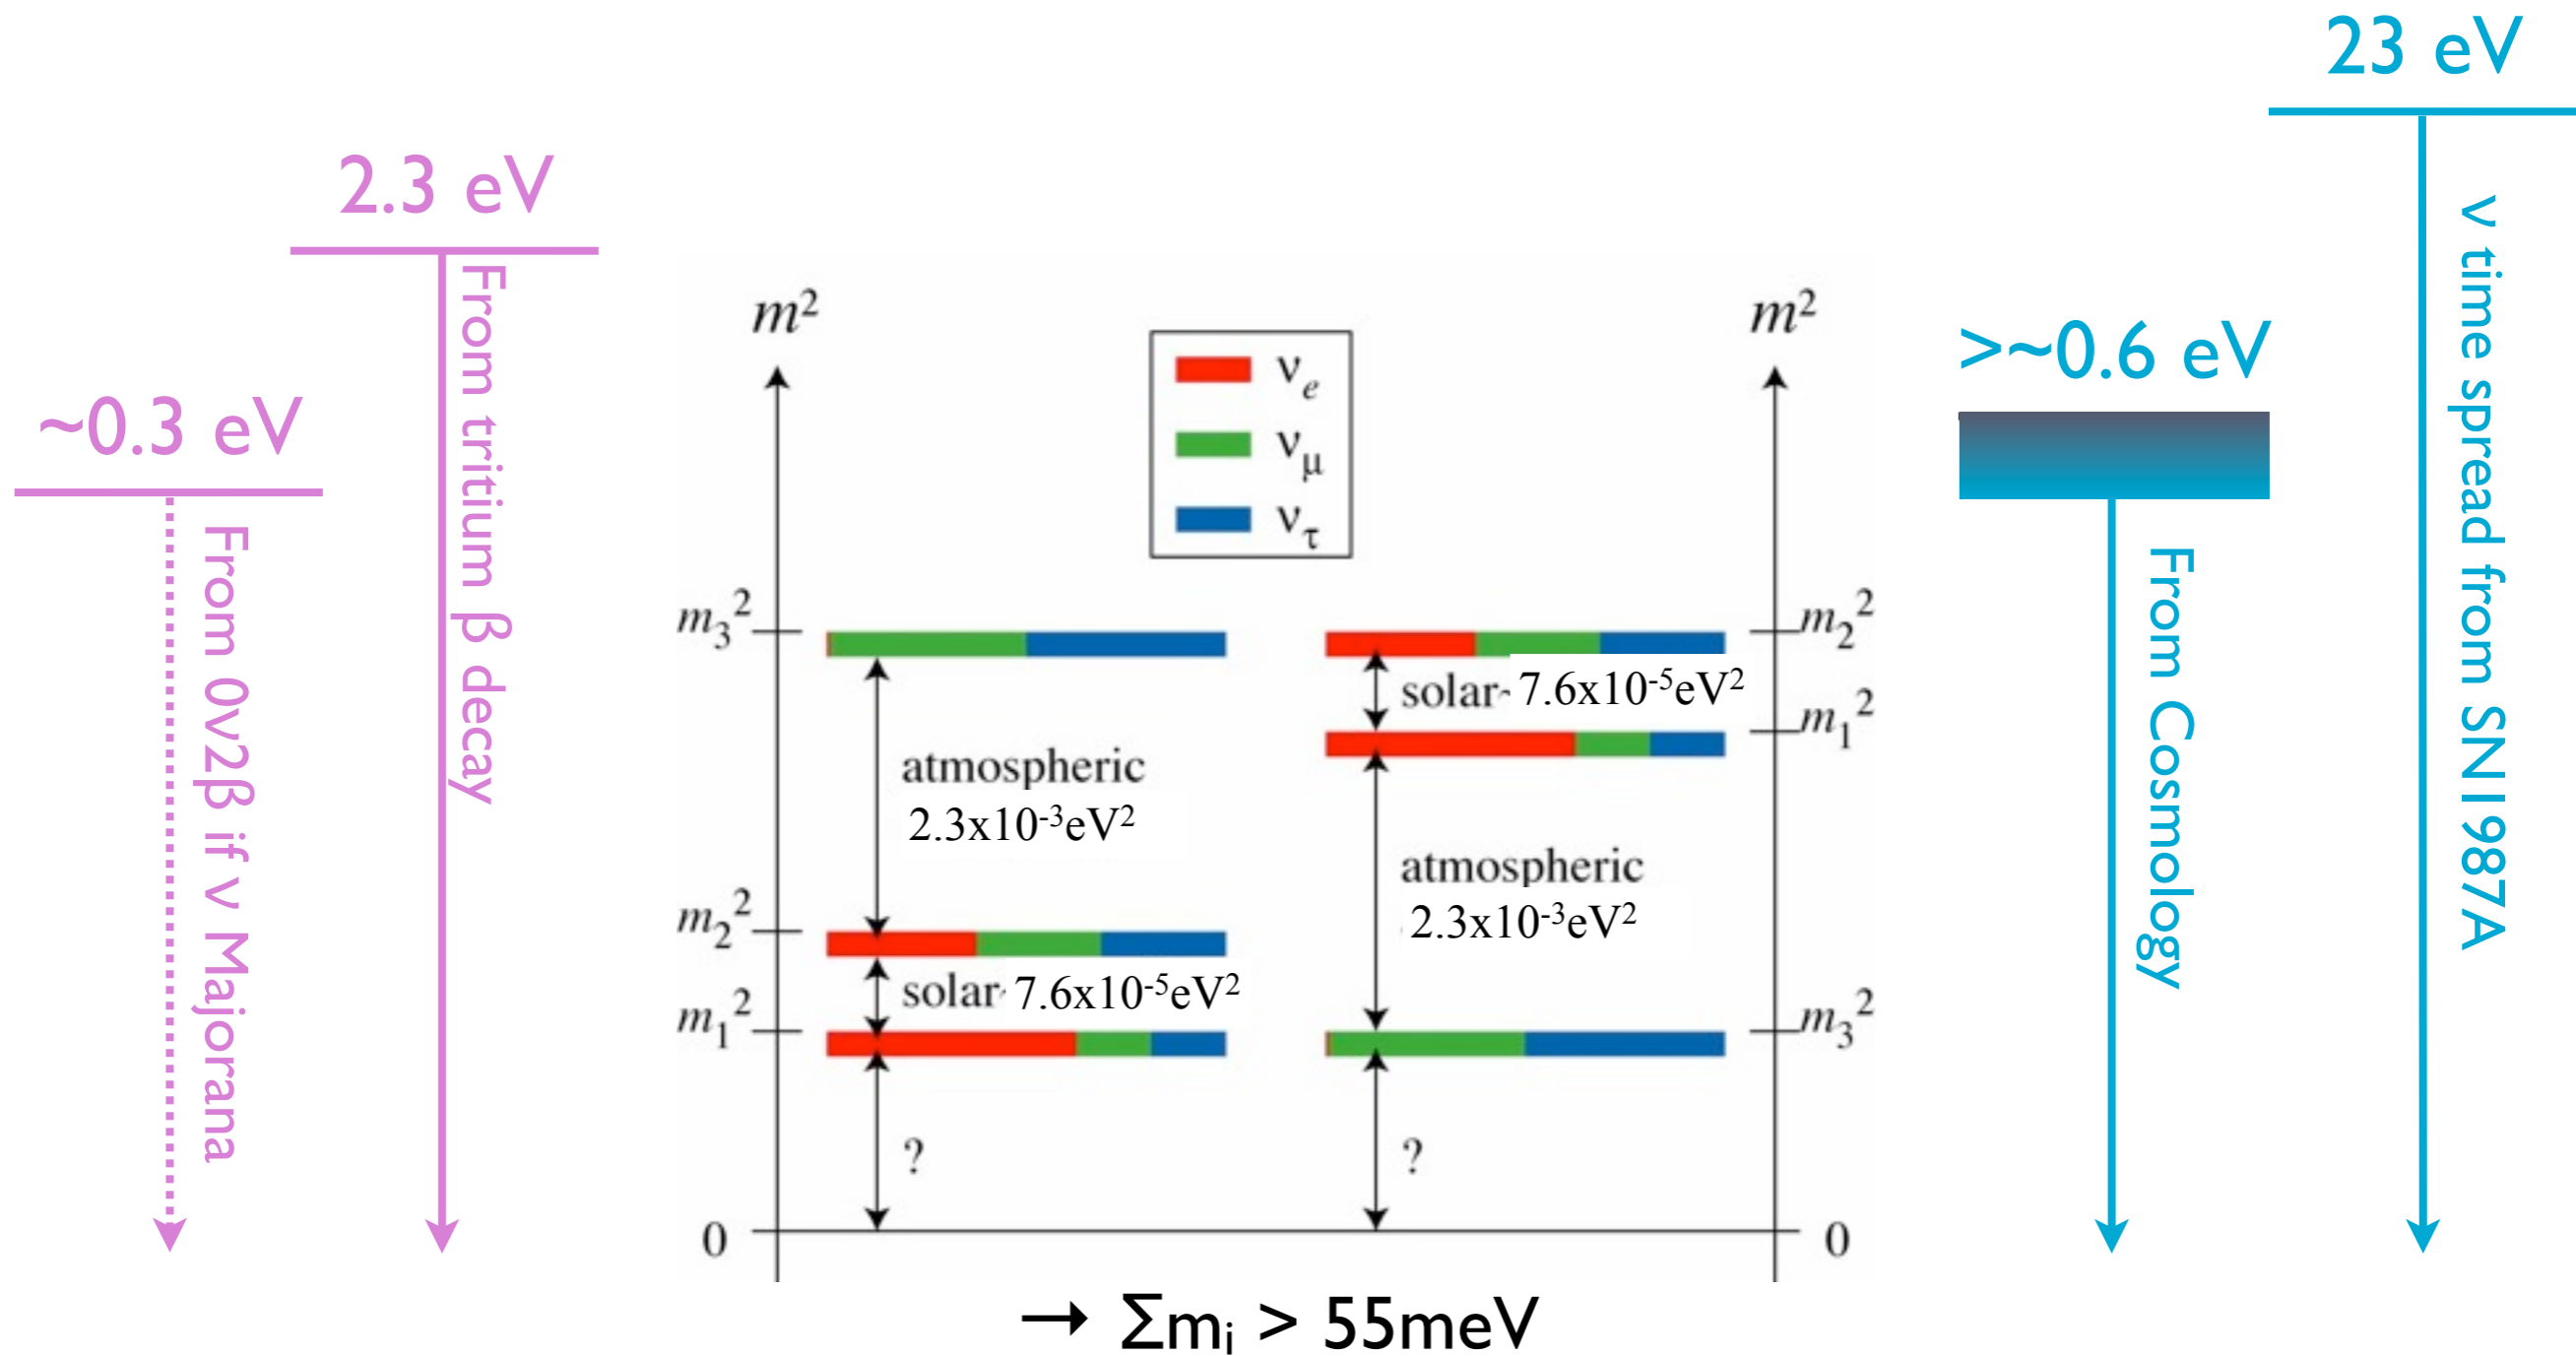 23 eV
2.3 eV
>~0.6 eV
~0.3 eV
From 0ν2β if ν Majorana
From tritium β decay
m²
m²
νe
νμ
ντ
m₃²
m₂²
solar 7.6x10⁻⁵eV²
m₁²
atmospheric
2.3x10⁻³eV²
atmospheric
2.3x10⁻³eV²
m₂²
solar 7.6x10⁻⁵eV²
m₁²
m₃²
?
?
0
0
From Cosmology
ν time spread from SN1987A
→ Σmᵢ > 55meV